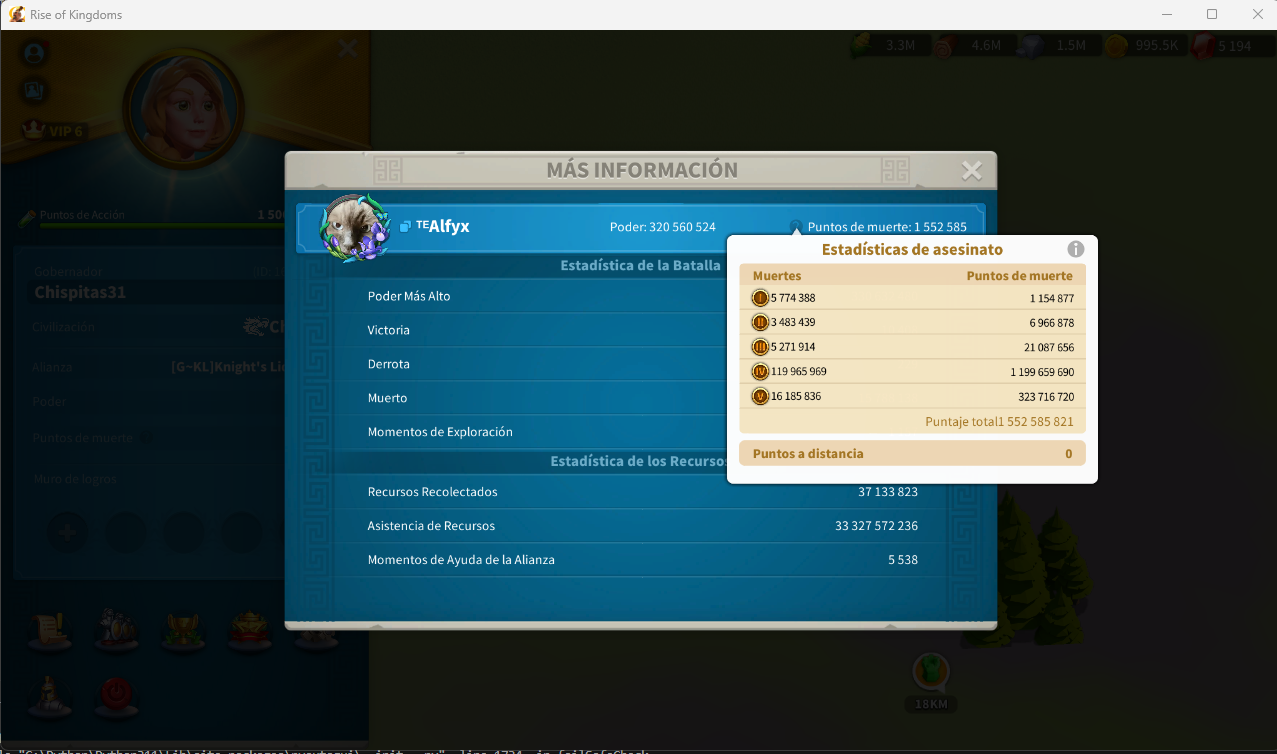 Rise of Kingdoms
3.3M 4.6M 1.5M 995.5K 5 194
VIP 6
Puntos de Acción
Gobernador
Chispitas31
Civilización
Alianza [G~KL]Knight's
Poder
Puntos de muerte
Muro de logros
MÁS INFORMACIÓN
ᵀᴱAlfyx Poder: 320 560 524 Puntos de muerte: 1 552 585
Estadística de la Batalla
Poder Más Alto
Victoria
Derrota
Muerto
Momentos de Exploración
Estadística de los Recursos
Recursos Recolectados 37 133 823
Asistencia de Recursos 33 327 572 236
Momentos de Ayuda de la Alianza 5 538
Estadísticas de asesinato
Muertes Puntos de muerte
I 5 774 388 1 154 877
II 3 483 439 6 966 878
III 5 271 914 21 087 656
IV 119 965 969 1 199 659 690
V 16 185 836 323 716 720
Puntaje total1 552 585 821
Puntos a distancia 0
18KM